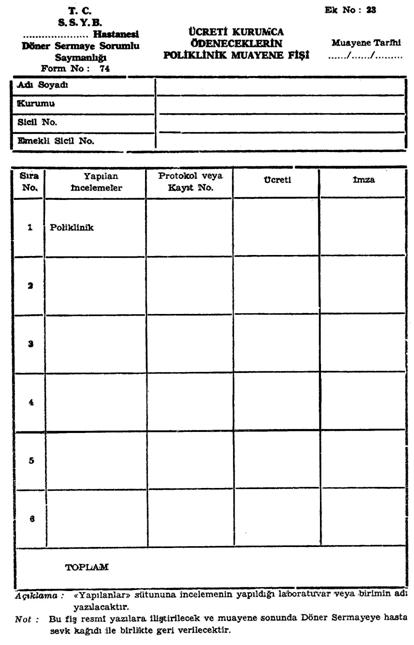 T. C.
S. S. Y. B.
..................... Hastanesi
Döner Sermaye Sorumlu
Saymanlığı
Form No : 74
ÜCRETİ KURUMCA
ÖDENECEKLERİN
POLİKLİNİK MUAYENE FİŞİ
Ek No : 23
Muayene Tarihi
....../....../.........
Adı Soyadı
Kurumu
Sicil No.
Emekli Sicil No.
Sıra No. Yapılan İncelemeler Protokol veya Kayıt No. Ücreti İmza
1 Poliklinik
2
3
4
5
6
TOPLAM
Açıklama : «Yapılanlar» sütununa incelemenin yapıldığı laboratuvar veya birimin adı
yazılacaktır.
Not : Bu fiş resmi yazılara iliştirilecek ve muayene sonunda Döner Sermayeye hasta
sevk kağıdı ile birlikte geri verilecektir.